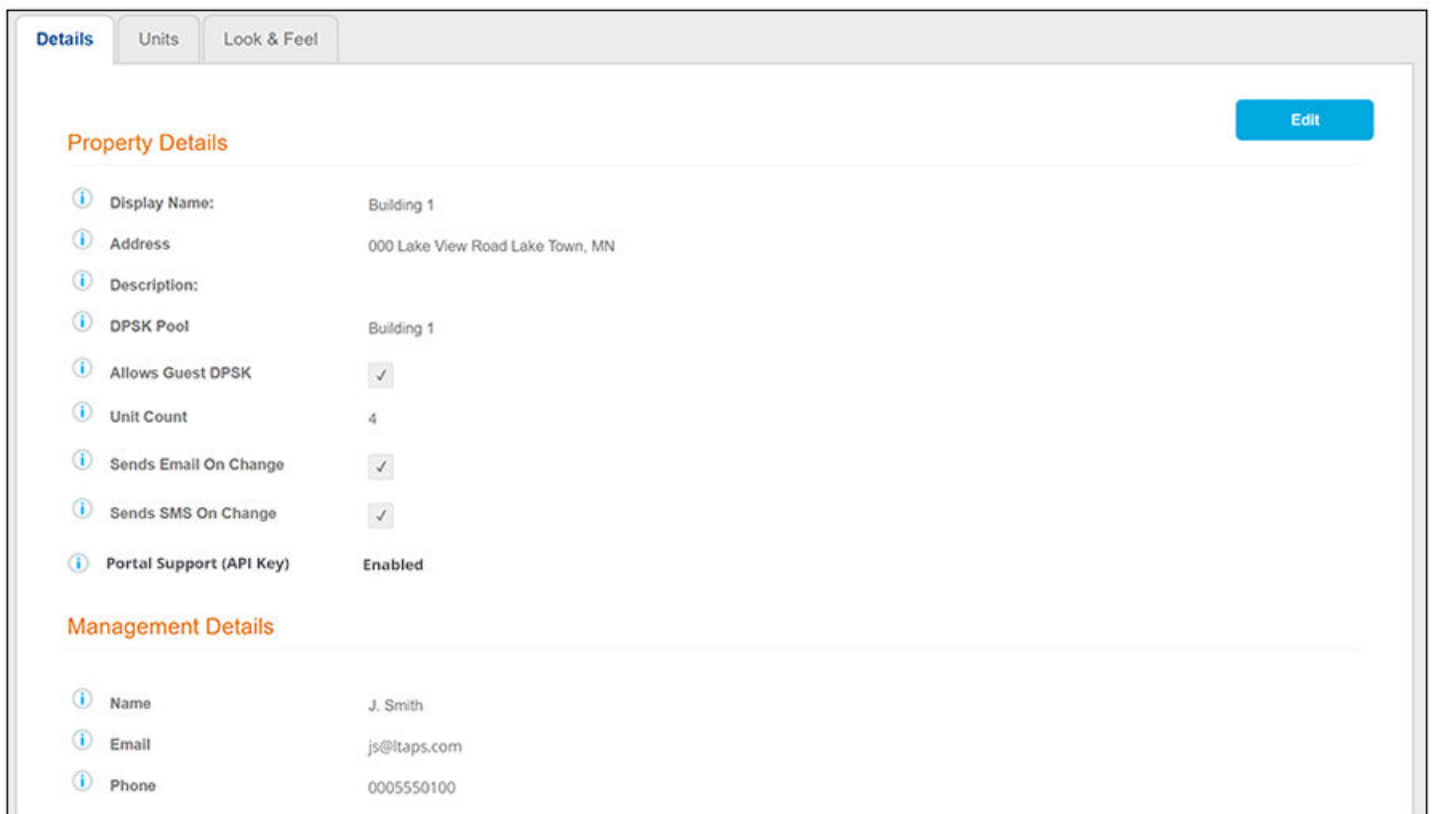 Details Units Look & Feel
Edit
Property Details
Display Name: Building 1
Address 000 Lake View Road Lake Town, MN
Description:
DPSK Pool Building 1
Allows Guest DPSK ✓
Unit Count 4
Sends Email On Change ✓
Sends SMS On Change ✓
Portal Support (API Key) Enabled
Management Details
Name J. Smith
Email js@ltaps.com
Phone 0005550100